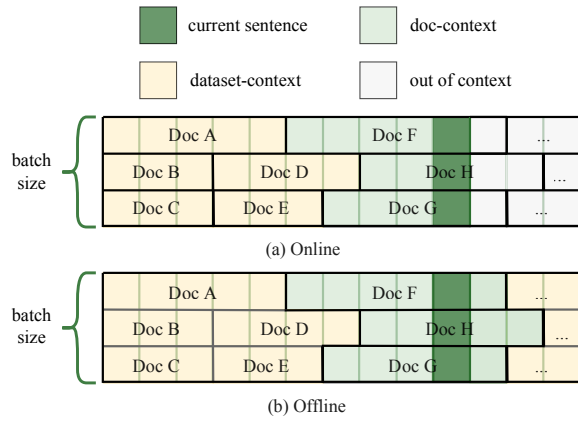 current sentence
doc-context
dataset-context
out of context
batch size
Doc A
Doc F
...
Doc B
Doc D
Doc H
...
Doc C
Doc E
Doc G
...
(a) Online
batch size
Doc A
Doc F
...
Doc B
Doc D
Doc H
...
Doc C
Doc E
Doc G
...
(b) Offline